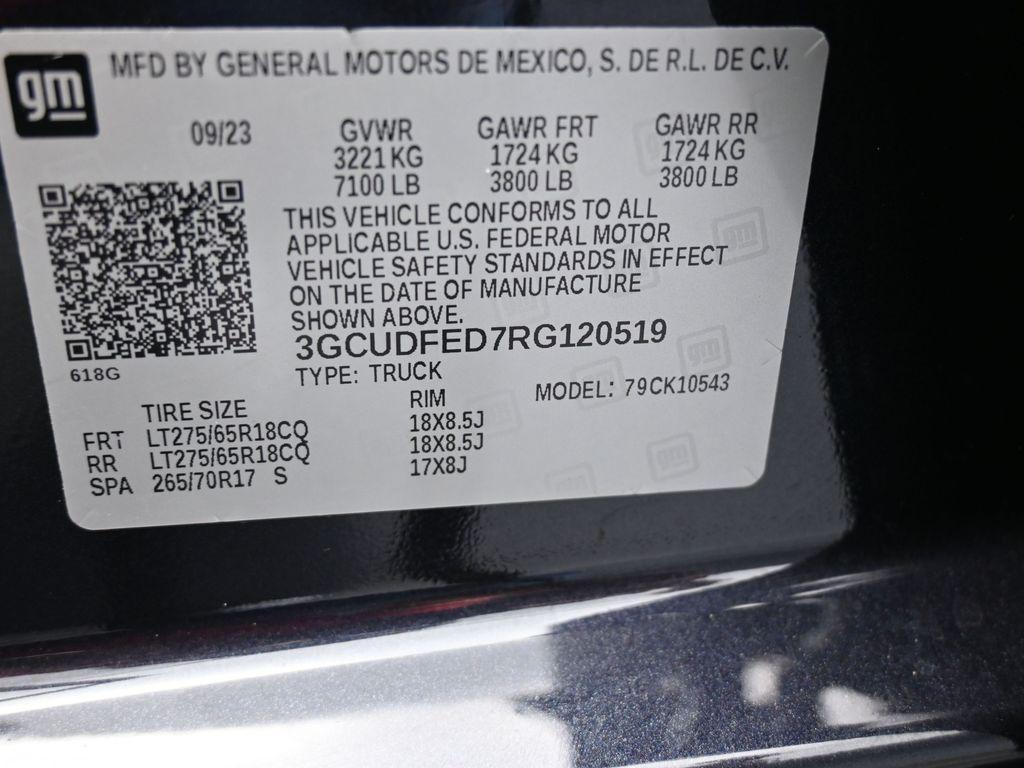 gm
MFD BY GENERAL MOTORS DE MEXICO, S. DE R.L. DE C.V.
09/23 GVWR GAWR FRT GAWR RR
3221 KG 1724 KG 1724 KG
7100 LB 3800 LB 3800 LB
THIS VEHICLE CONFORMS TO ALL
APPLICABLE U.S. FEDERAL MOTOR
VEHICLE SAFETY STANDARDS IN EFFECT
ON THE DATE OF MANUFACTURE
SHOWN ABOVE.
3GCUDFED7RG120519
618G
TYPE: TRUCK
MODEL: 79CK10543
TIRE SIZE RIM
FRT LT275/65R18CQ 18X8.5J
RR LT275/65R18CQ 18X8.5J
SPA 265/70R17 S 17X8J